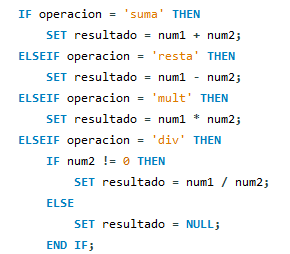 IF operacion = 'suma' THEN
    SET resultado = num1 + num2;
ELSEIF operacion = 'resta' THEN
    SET resultado = num1 - num2;
ELSEIF operacion = 'mult' THEN
    SET resultado = num1 * num2;
ELSEIF operacion = 'div' THEN
    IF num2 != 0 THEN
        SET resultado = num1 / num2;
    ELSE
        SET resultado = NULL;
    END IF;